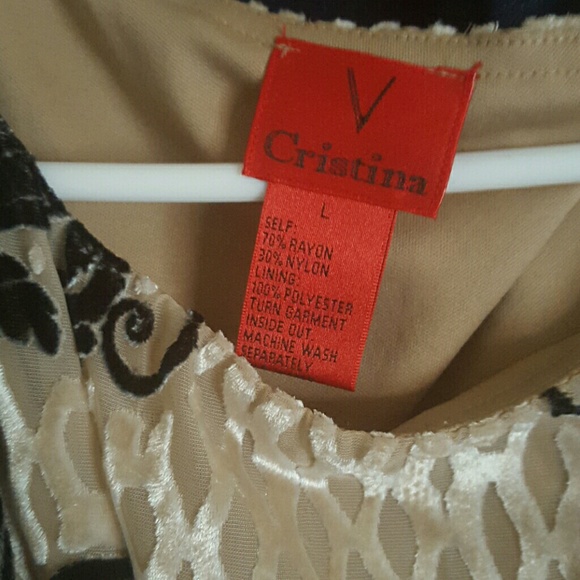 V
Cristina
L
SELF:
70% RAYON
30% NYLON
LINING:
100% POLYESTER
TURN GARMENT
INSIDE OUT
MACHINE WASH
SEPARATELY